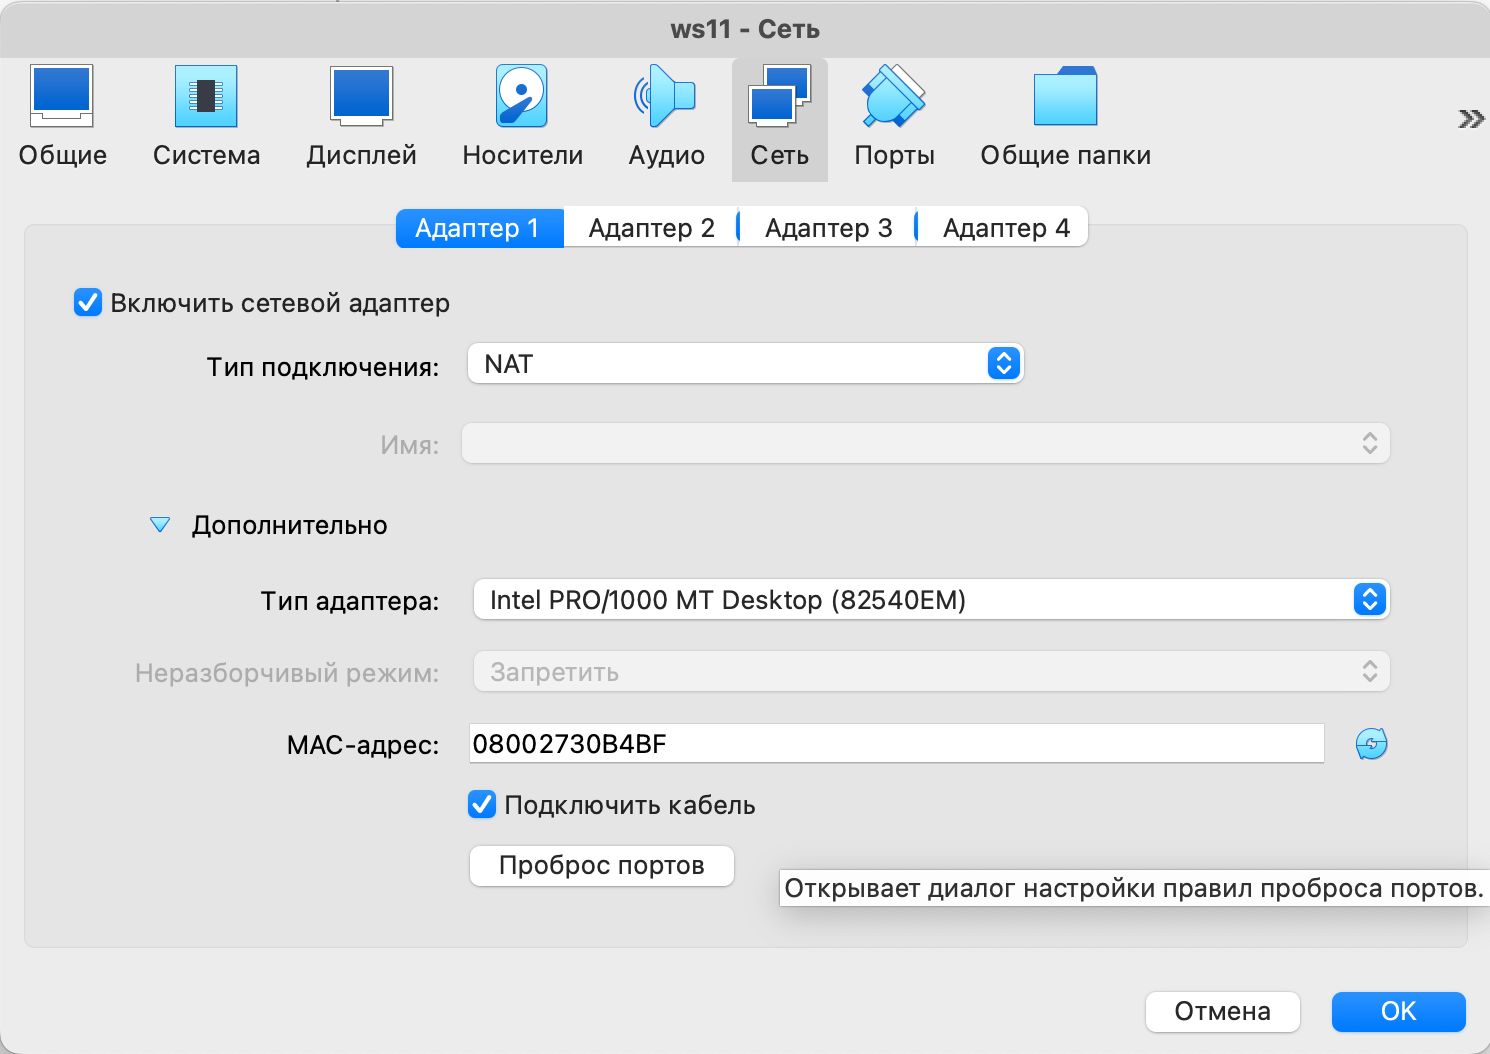 ws11 - Сеть
Общие Система Дисплей Носители Аудио Сеть Порты Общие папки
Адаптер 1 Адаптер 2 Адаптер 3 Адаптер 4
Включить сетевой адаптер
Тип подключения: NAT
Имя:
Дополнительно
Тип адаптера: Intel PRO/1000 MT Desktop (82540EM)
Неразборчивый режим: Запретить
MAC-адрес: 08002730B4BF
Подключить кабель
Проброс портов
Открывает диалог настройки правил проброса портов.
Отмена OK